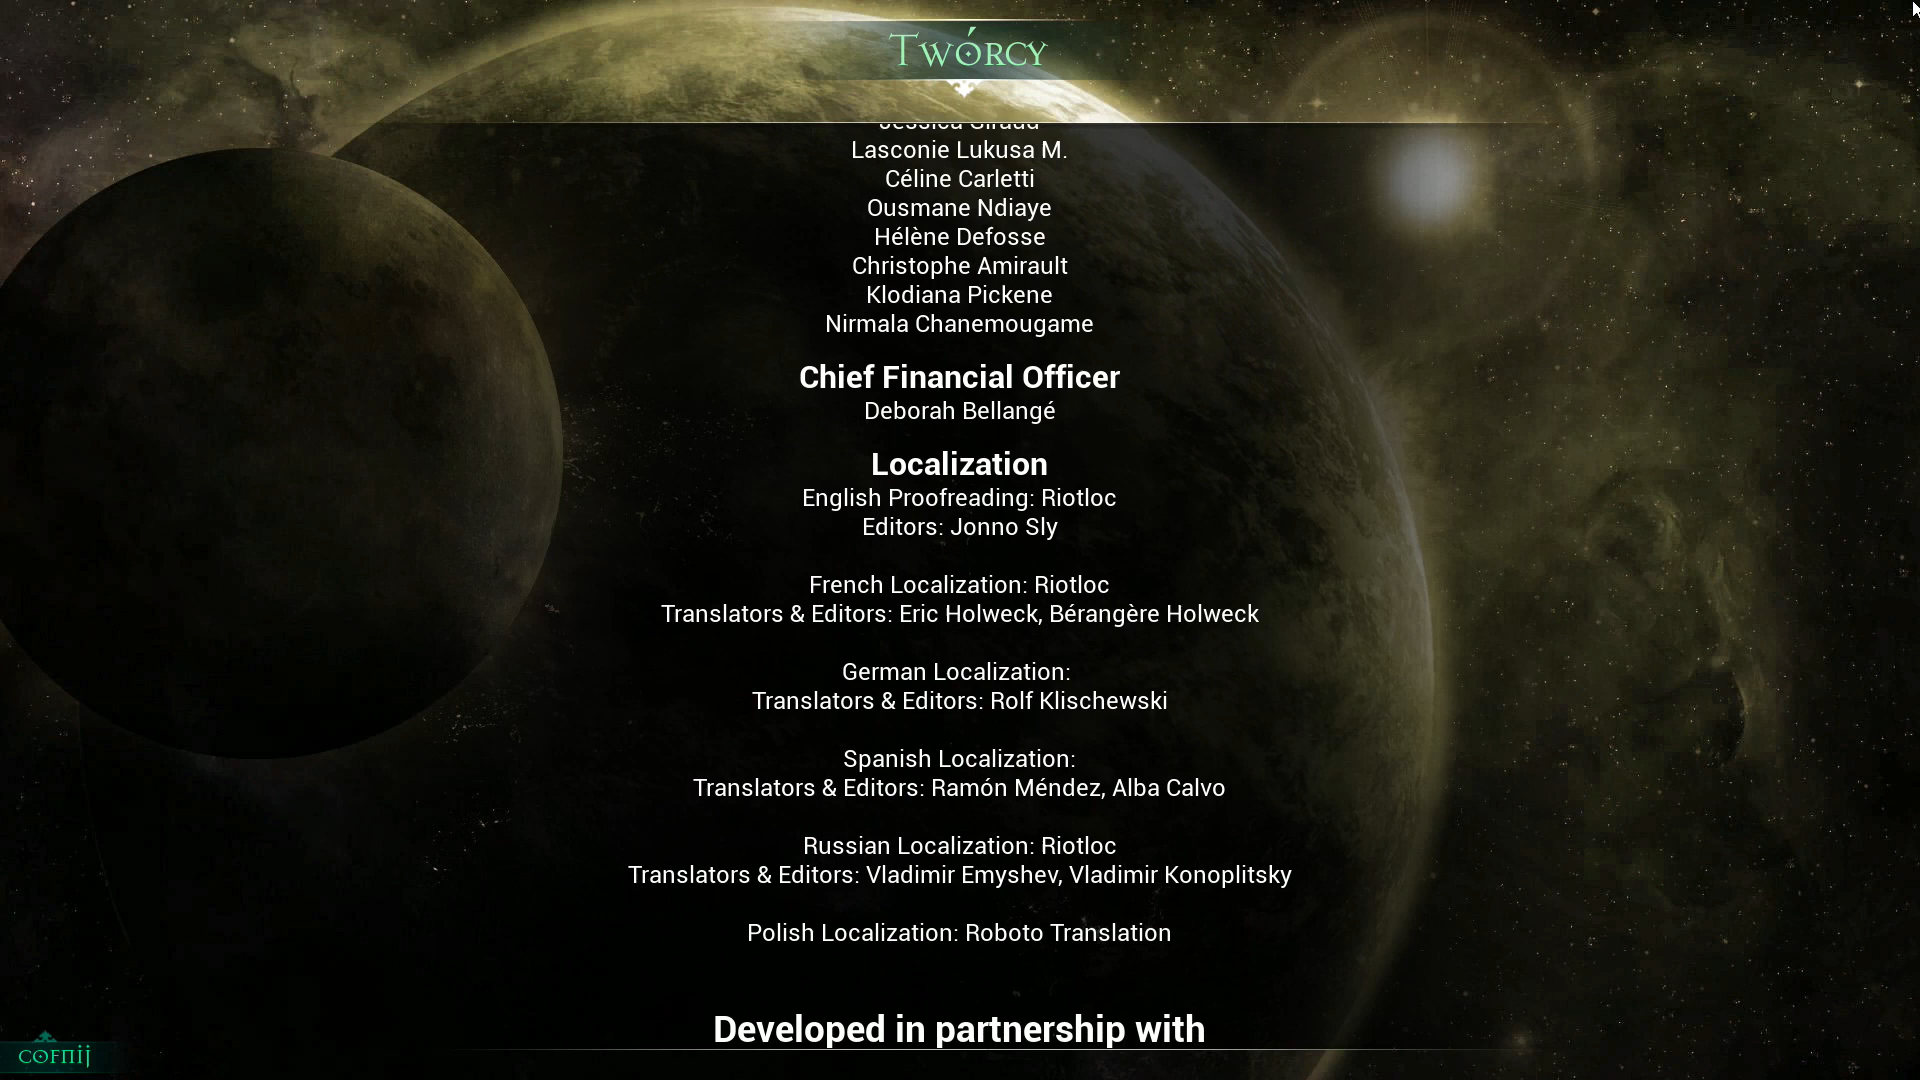 Twórcy
Jessica Giraud
Lasconie Lukusa M.
Céline Carletti
Ousmane Ndiaye
Hélène Defosse
Christophe Amirault
Klodiana Pickene
Nirmala Chanemougame
Chief Financial Officer
Deborah Bellangé
Localization
English Proofreading: Riotloc
Editors: Jonno Sly
French Localization: Riotloc
Translators & Editors: Eric Holweck, Bérangère Holweck
German Localization:
Translators & Editors: Rolf Klischewski
Spanish Localization:
Translators & Editors: Ramón Méndez, Alba Calvo
Russian Localization: Riotloc
Translators & Editors: Vladimir Emyshev, Vladimir Konoplitsky
Polish Localization: Roboto Translation
Developed in partnership with
cofnij